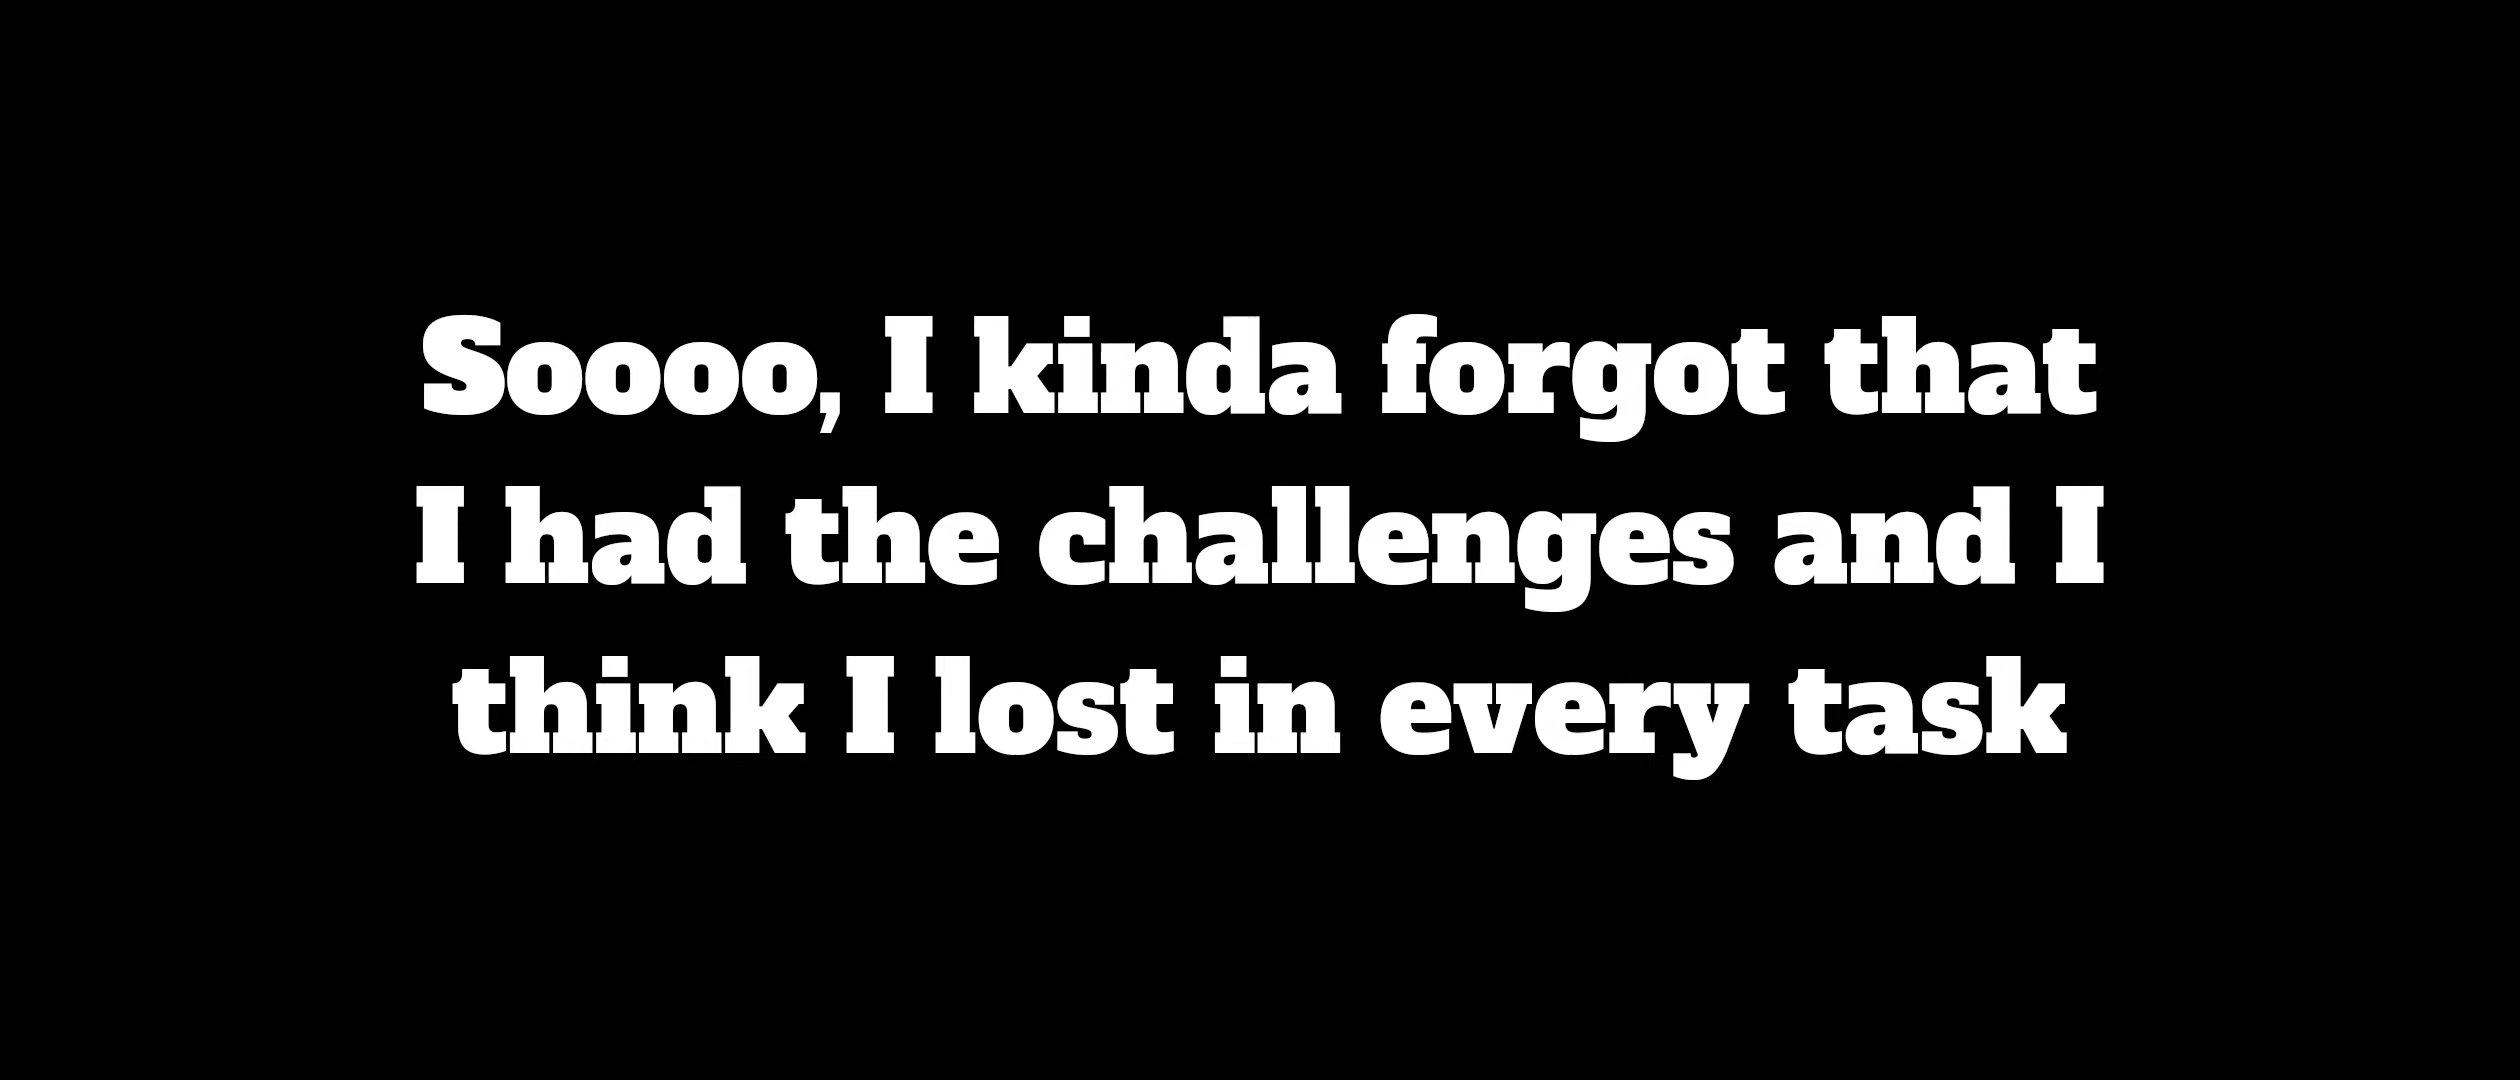 Soooo, I kinda forgot that
I had the challenges and I
think I lost in every task